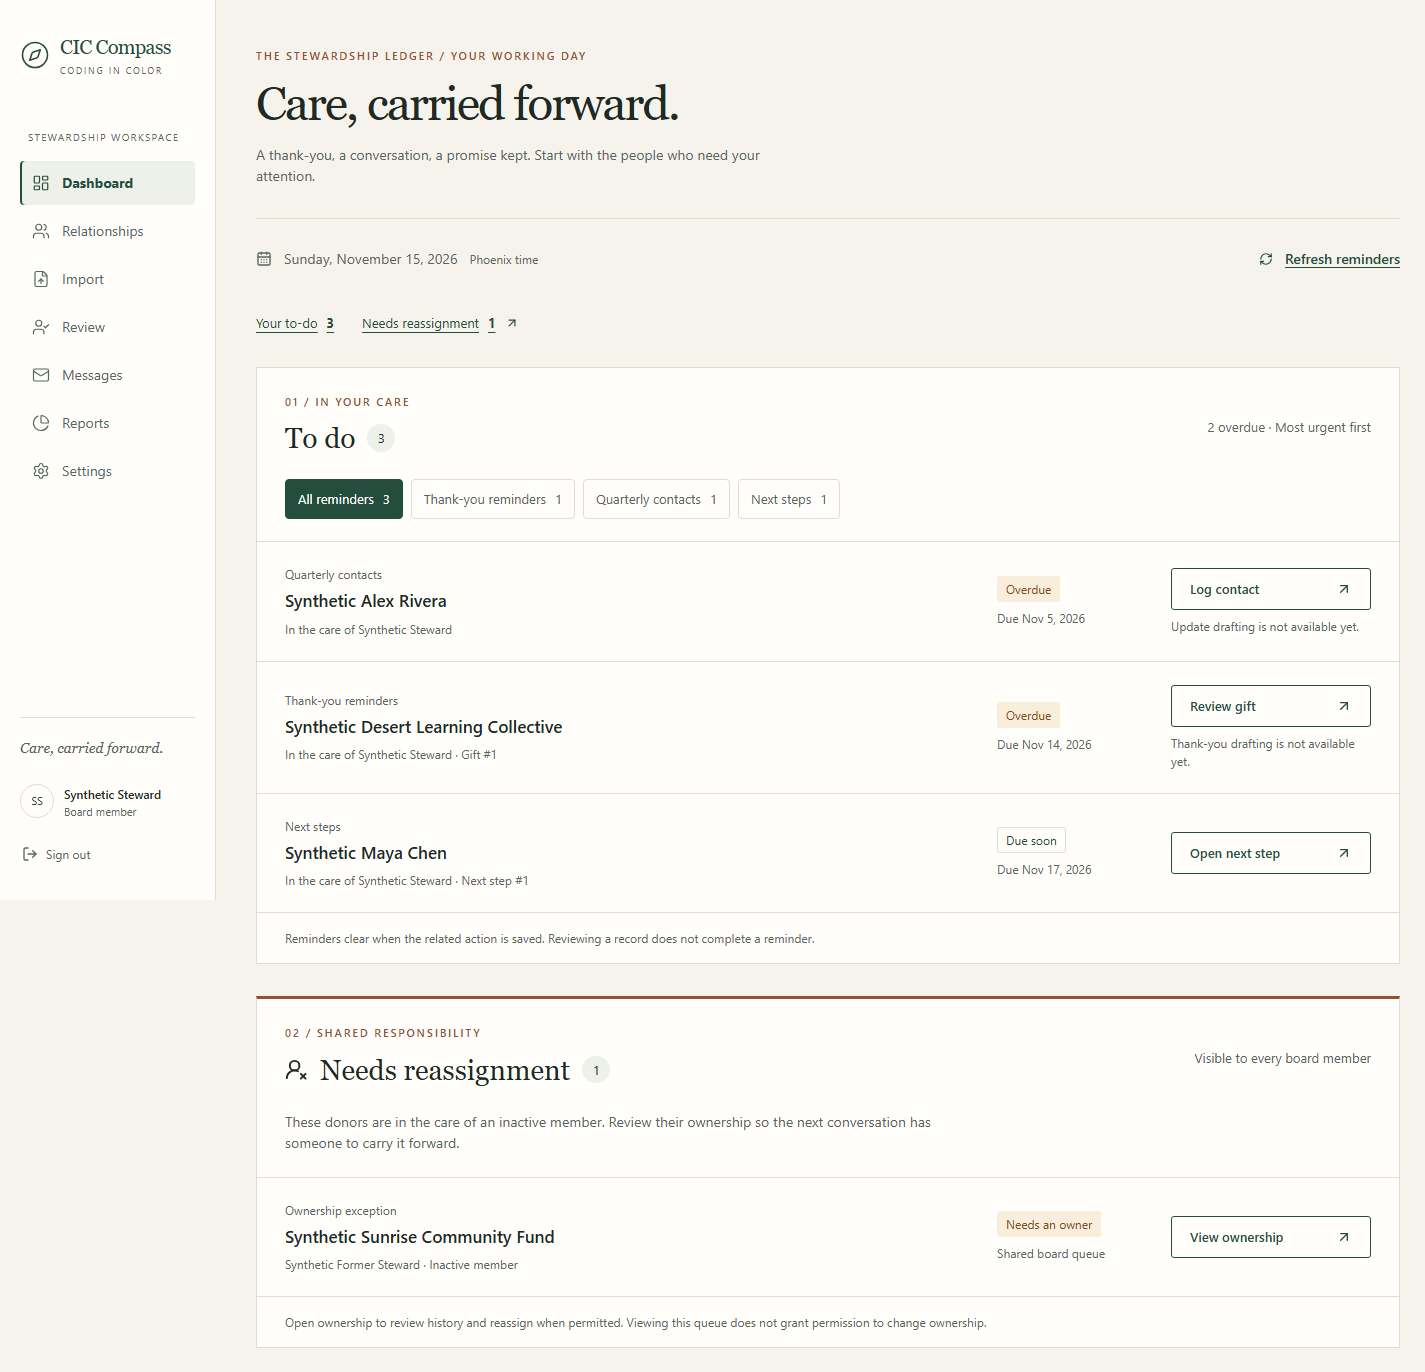 CIC Compass
CODING IN COLOR
STEWARDSHIP WORKSPACE
Dashboard
Relationships
Import
Review
Messages
Reports
Settings
Care, carried forward.
SS
Synthetic Steward
Board member
Sign out
THE STEWARDSHIP LEDGER / YOUR WORKING DAY
Care, carried forward.
A thank-you, a conversation, a promise kept. Start with the people who need your
attention.
Sunday, November 15, 2026 Phoenix time
Refresh reminders
Your to-do 3 Needs reassignment 1
01 / IN YOUR CARE
To do 3
2 overdue · Most urgent first
All reminders 3 Thank-you reminders 1 Quarterly contacts 1 Next steps 1
Quarterly contacts
Synthetic Alex Rivera
In the care of Synthetic Steward
Overdue
Due Nov 5, 2026
Log contact
Update drafting is not available yet.
Thank-you reminders
Synthetic Desert Learning Collective
In the care of Synthetic Steward · Gift #1
Overdue
Due Nov 14, 2026
Review gift
Thank-you drafting is not available
yet.
Next steps
Synthetic Maya Chen
In the care of Synthetic Steward · Next step #1
Due soon
Due Nov 17, 2026
Open next step
Reminders clear when the related action is saved. Reviewing a record does not complete a reminder.
02 / SHARED RESPONSIBILITY
Needs reassignment 1
Visible to every board member
These donors are in the care of an inactive member. Review their ownership so the next conversation has
someone to carry it forward.
Ownership exception
Synthetic Sunrise Community Fund
Synthetic Former Steward · Inactive member
Needs an owner
Shared board queue
View ownership
Open ownership to review history and reassign when permitted. Viewing this queue does not grant permission to change ownership.